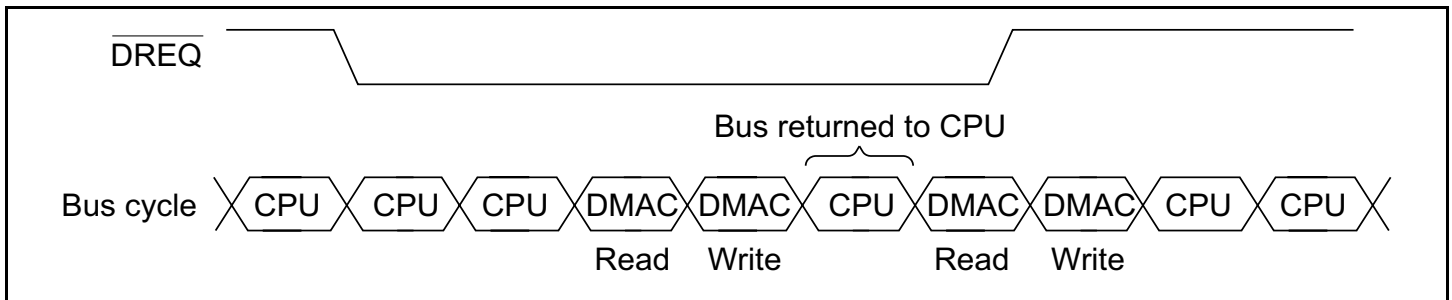 DREQ
Bus returned to CPU
Bus cycle CPU CPU CPU DMAC DMAC CPU DMAC DMAC CPU CPU
Read Write Read Write